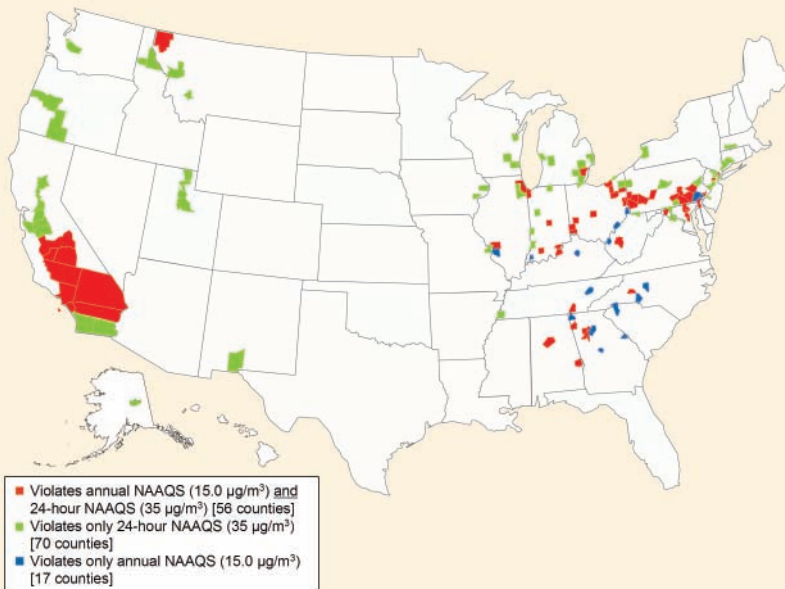 Violates annual NAAQS (15.0 µg/m³) and
24-hour NAAQS (35 µg/m³) [56 counties]
Violates only 24-hour NAAQS (35 µg/m³)
[70 counties]
Violates only annual NAAQS (15.0 µg/m³)
[17 counties]